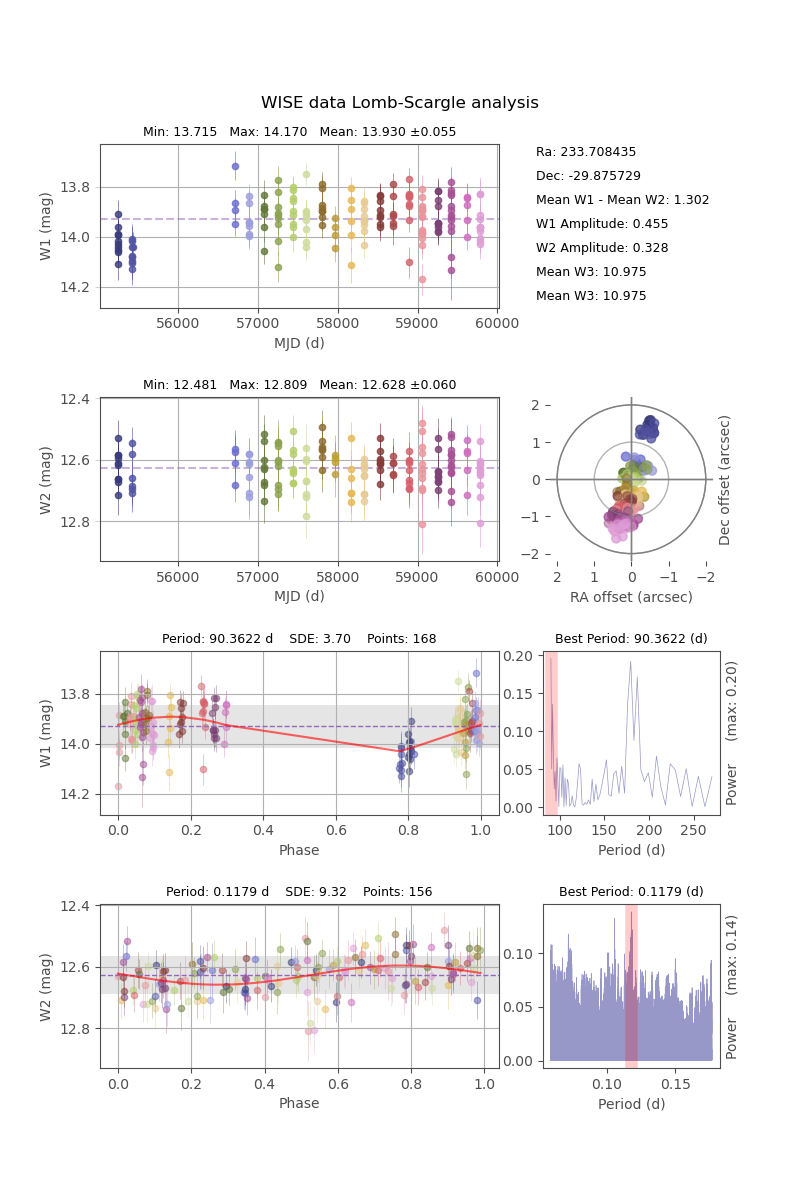 WISE data Lomb-Scargle analysis
Min: 13.715   Max: 14.170   Mean: 13.930 ±0.055
W1 (mag)
13.8
14.0
14.2
56000 57000 58000 59000 60000
MJD (d)
Ra: 233.708435
Dec: -29.875729
Mean W1 - Mean W2: 1.302
W1 Amplitude: 0.455
W2 Amplitude: 0.328
Mean W3: 10.975
Mean W3: 10.975
Min: 12.481   Max: 12.809   Mean: 12.628 ±0.060
W2 (mag)
12.4
12.6
12.8
56000 57000 58000 59000 60000
MJD (d)
2
1
0
−1
−2
2 1 0 −1 −2
RA offset (arcsec)
Dec offset (arcsec)
Period: 90.3622 d    SDE: 3.70    Points: 168
W1 (mag)
13.8
14.0
14.2
0.0 0.2 0.4 0.6 0.8 1.0
Phase
Best Period: 90.3622 (d)
0.20
0.15
0.10
0.05
0.00
100 150 200 250
Period (d)
Power     (max: 0.20)
Period: 0.1179 d    SDE: 9.32    Points: 156
W2 (mag)
12.4
12.6
12.8
0.0 0.2 0.4 0.6 0.8 1.0
Phase
Best Period: 0.1179 (d)
0.10
0.05
0.00
0.10 0.15
Period (d)
Power     (max: 0.14)